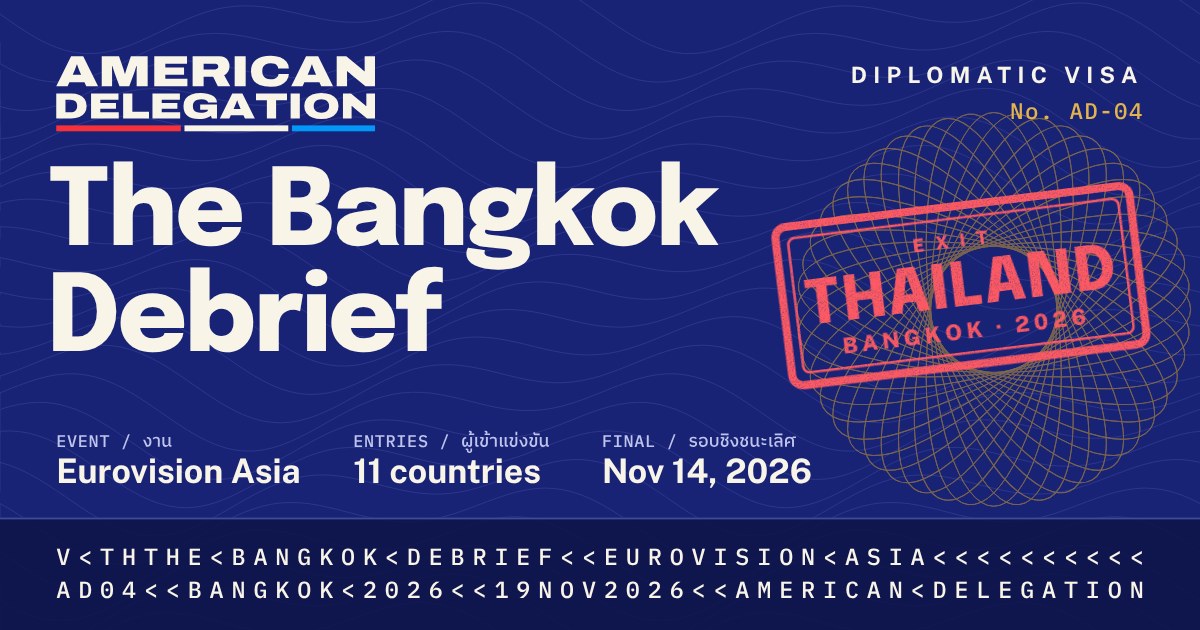 AMERICAN
DELEGATION
DIPLOMATIC VISA
No. AD-04
The Bangkok
Debrief
EXIT
THAILAND
BANGKOK · 2026
EVENT / งาน
Eurovision Asia
ENTRIES / ผู้เข้าแข่งขัน
11 countries
FINAL / รอบชิงชนะเลิศ
Nov 14, 2026
V<THTHE<BANGKOK<DEBRIEF<<EUROVISION<ASIA<<<<<<<<<<
AD04<<BANGKOK<2026<<19NOV2026<<AMERICAN<DELEGATION